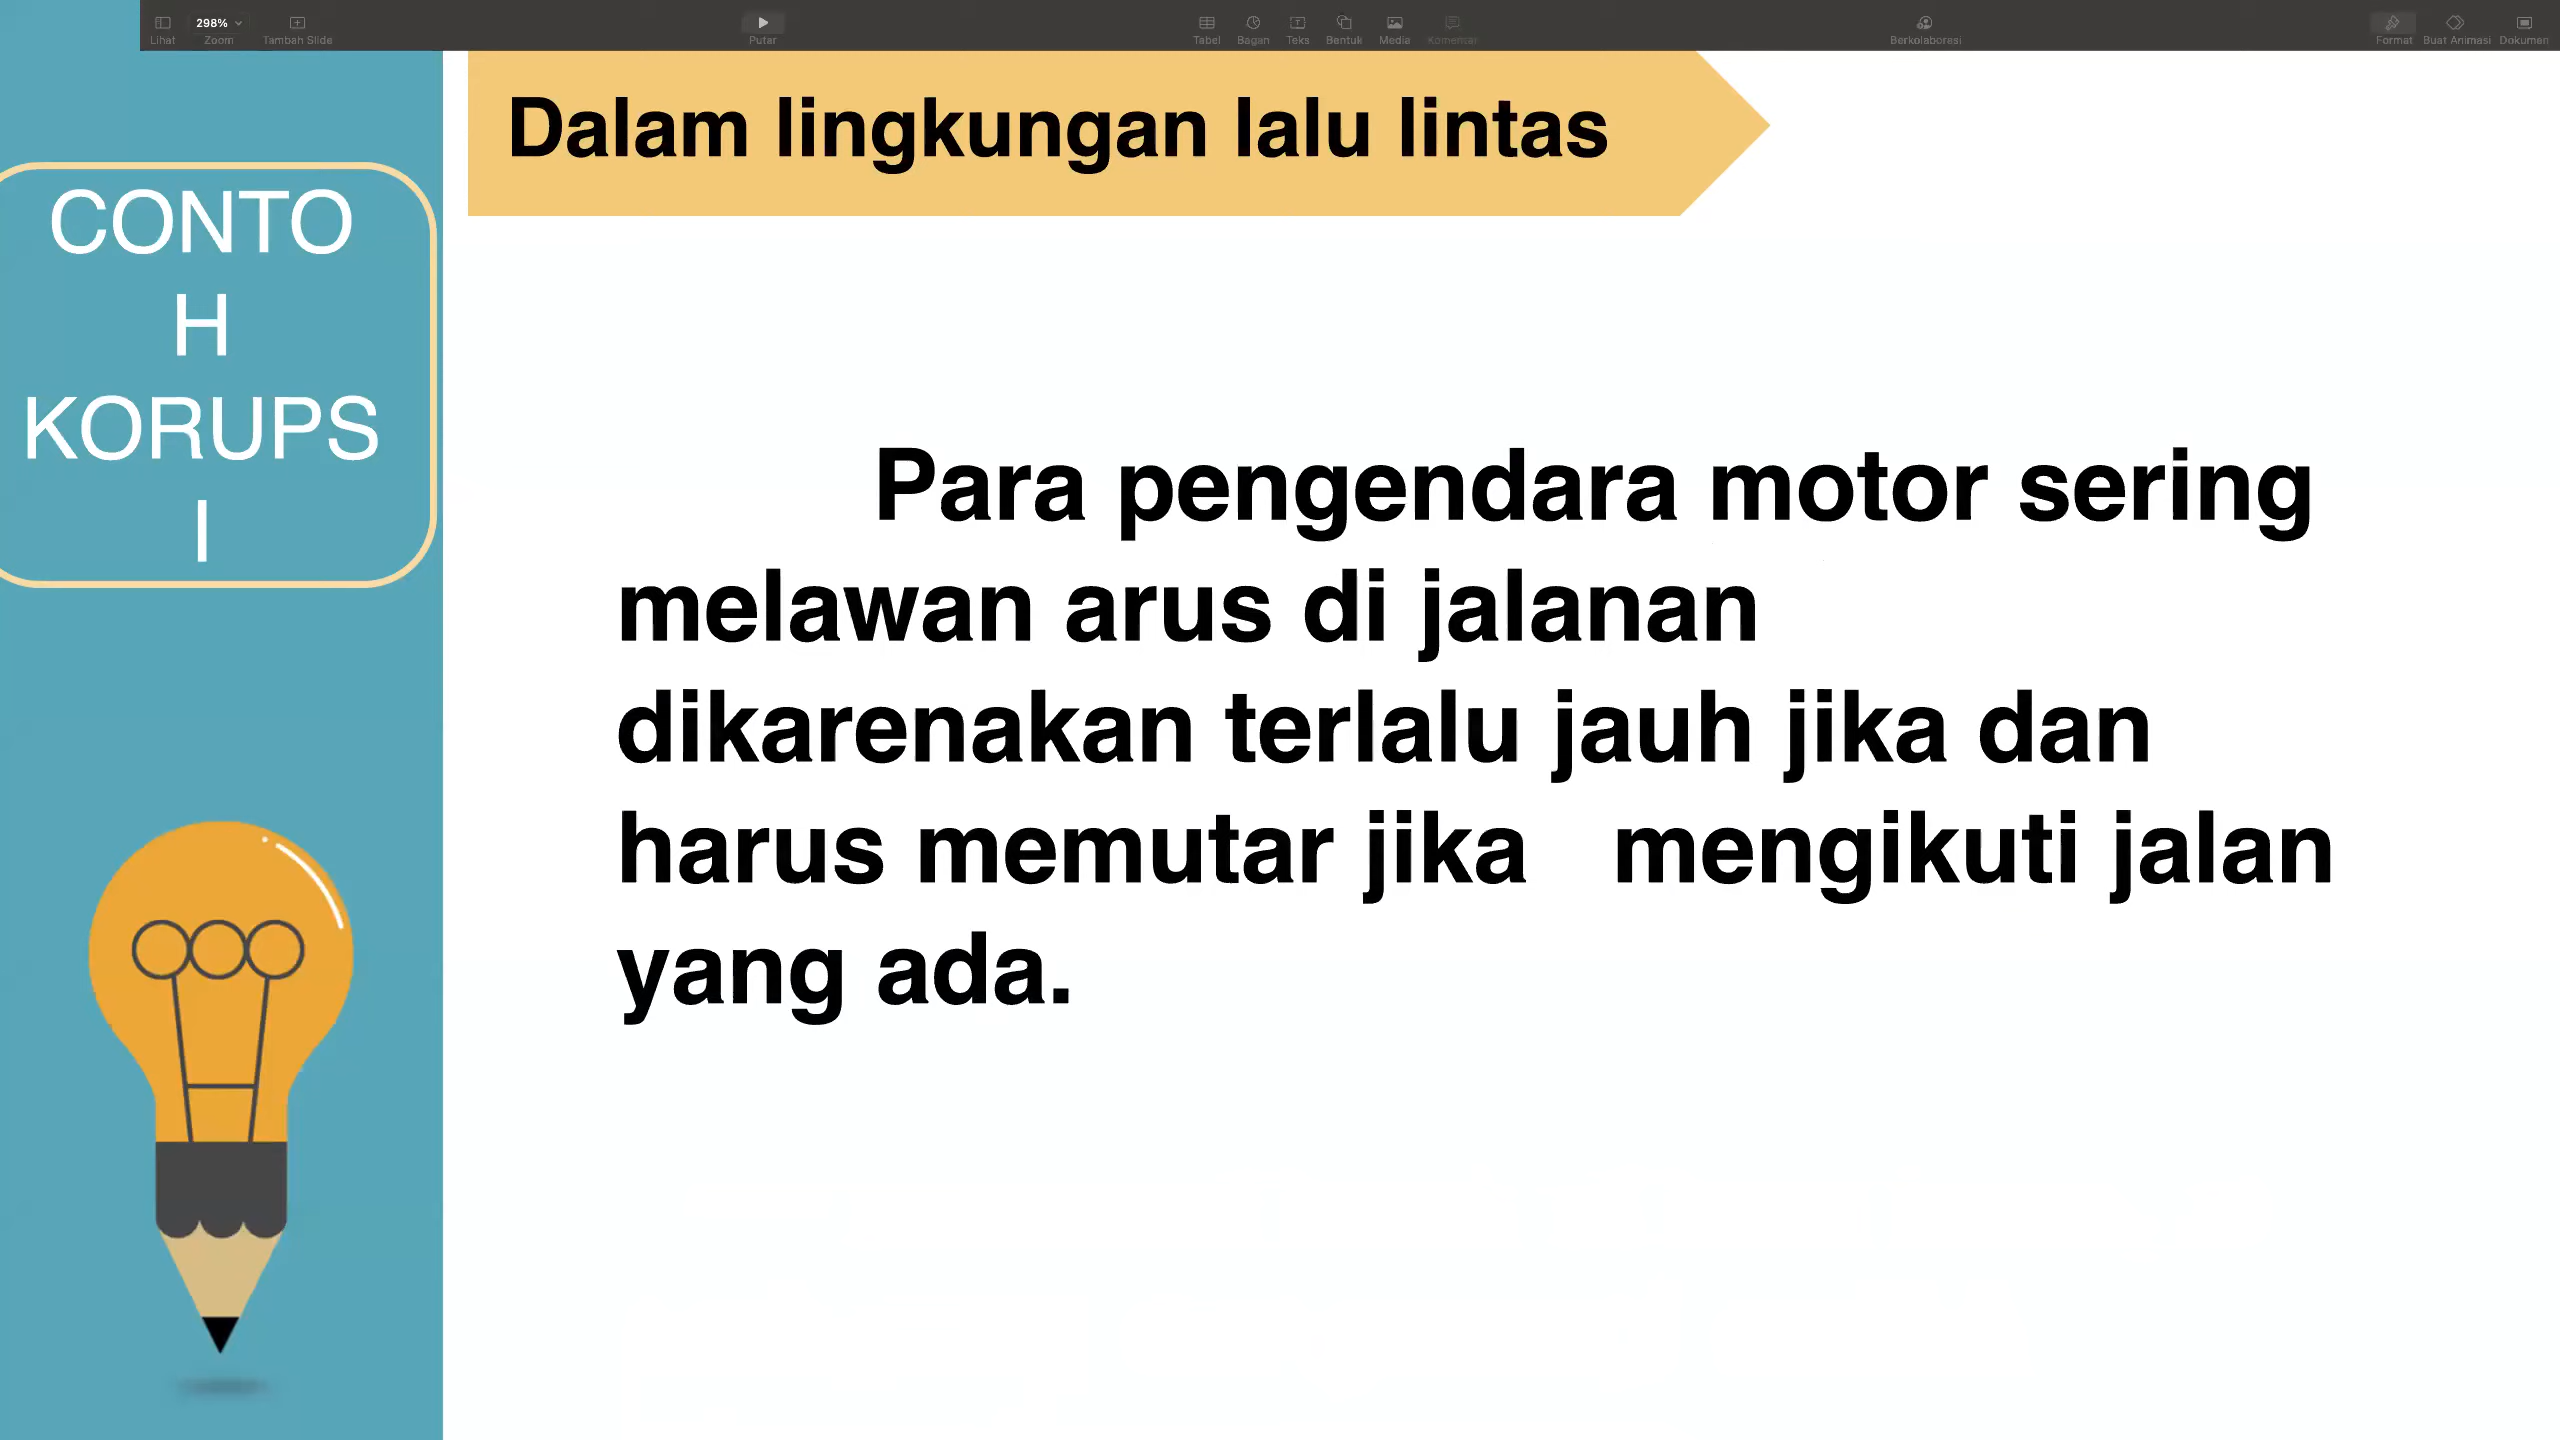 Lihat
298%
Zoom
Tambah Slide
Putar
Tabel
Bagan
Teks
Bentuk
Media
Komentar
Berkolaborasi
Format
Buat Animasi
Dokumen
CONTO
H
KORUPS
I
Dalam lingkungan lalu lintas
Para pengendara motor sering
melawan arus di jalanan
dikarenakan terlalu jauh jika dan
harus memutar jika mengikuti jalan
yang ada.